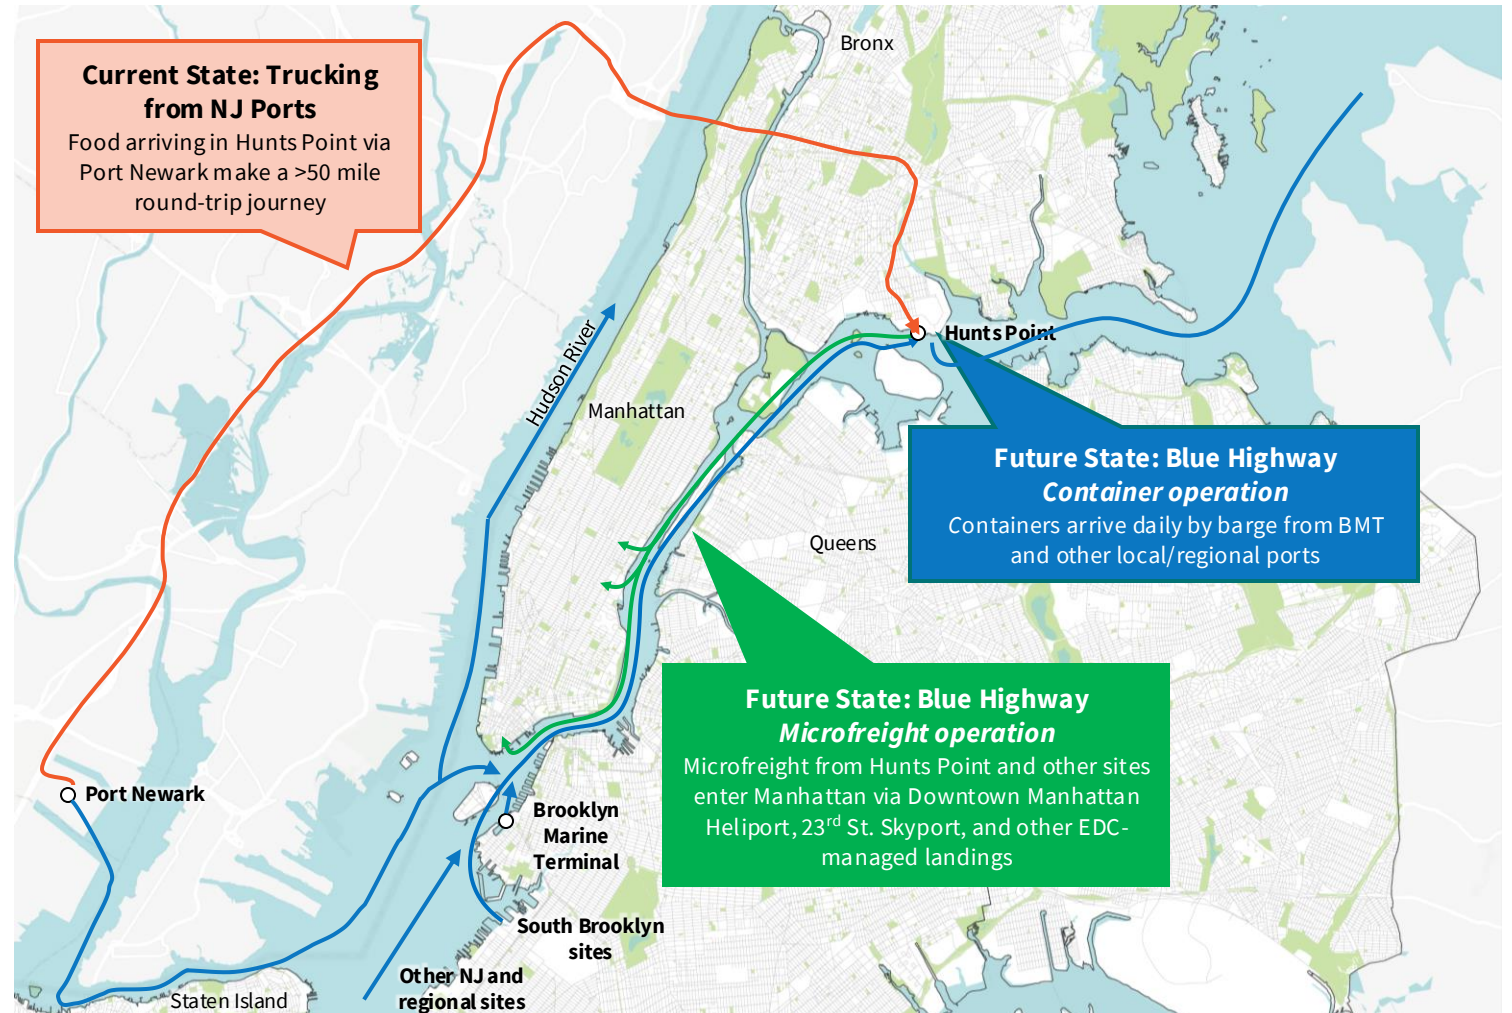 Bronx
Current State: Trucking
from NJ Ports
Food arriving in Hunts Point via
Port Newark make a >50 mile
round-trip journey
Hudson River
Hunts Point
Manhattan
Future State: Blue Highway
Container operation
Containers arrive daily by barge from BMT
and other local/regional ports
Queens
Future State: Blue Highway
Microfreight operation
Microfreight from Hunts Point and other sites
enter Manhattan via Downtown Manhattan
Heliport, 23rd St. Skyport, and other EDC-
managed landings
Port Newark
Brooklyn
Marine
Terminal
South Brooklyn
sites
Other NJ and
regional sites
Staten Island